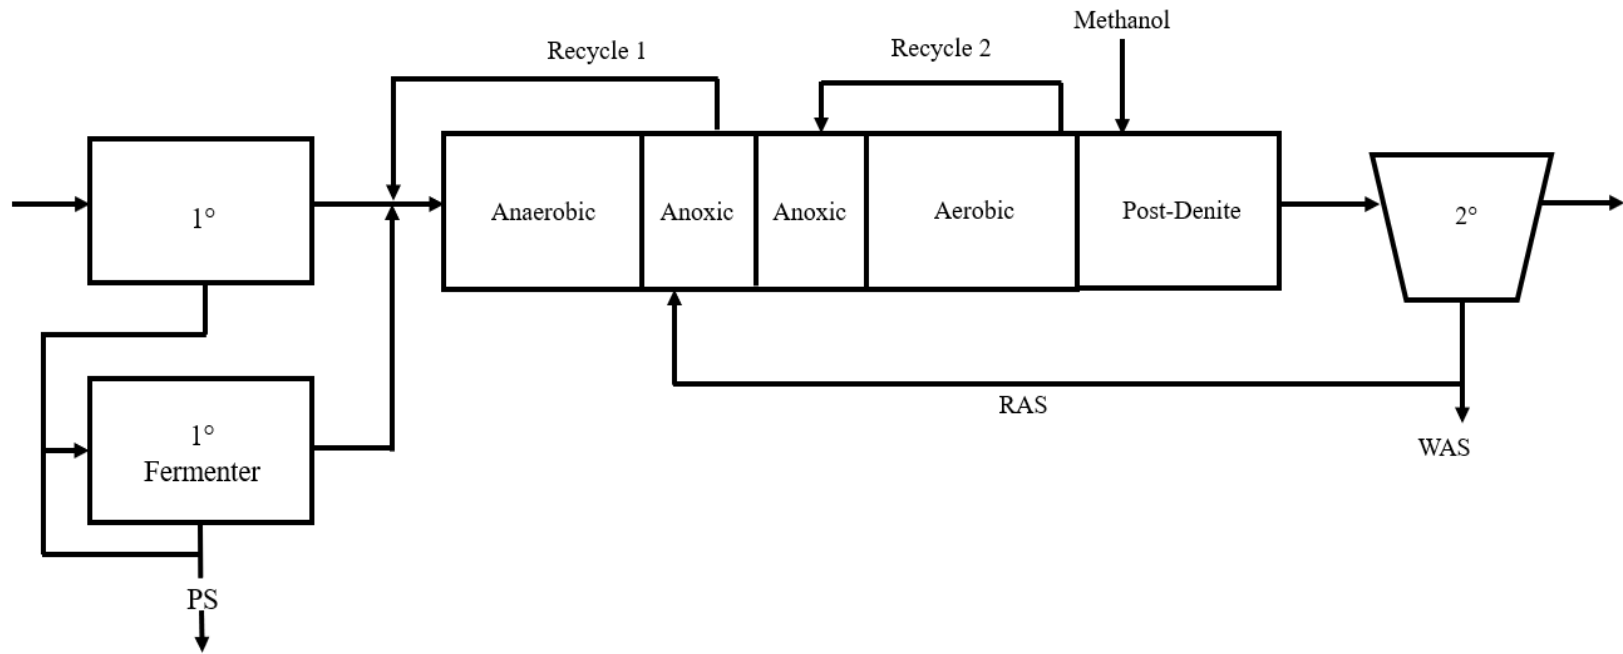 Methanol
Recycle 1
Recycle 2
1°
Anaerobic
Anoxic
Anoxic
Aerobic
Post-Denite
2°
RAS
1°
Fermenter
WAS
PS